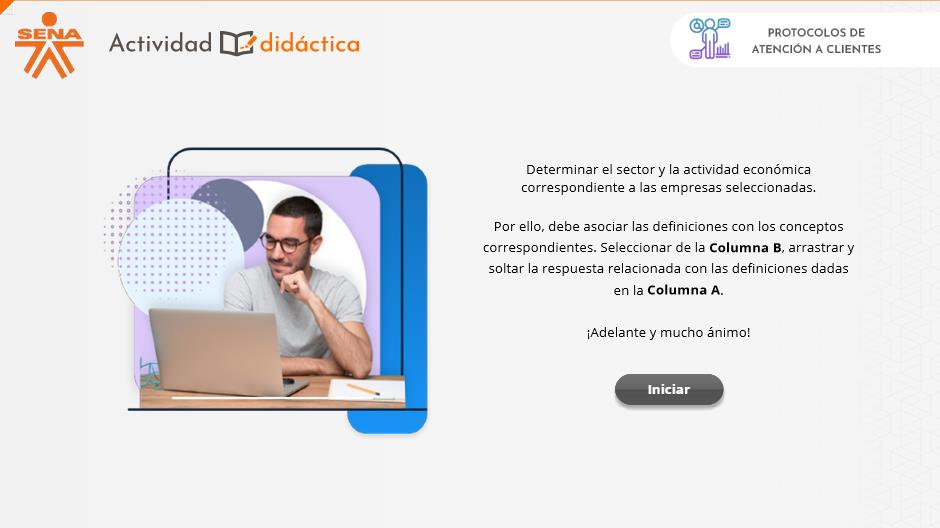 SENA
Actividad didáctica
PROTOCOLOS DE
ATENCIÓN A CLIENTES
Determinar el sector y la actividad económica
correspondiente a las empresas seleccionadas.
Por ello, debe asociar las definiciones con los conceptos
correspondientes. Seleccionar de la Columna B, arrastrar y
soltar la respuesta relacionada con las definiciones dadas
en la Columna A.
¡Adelante y mucho ánimo!
Iniciar